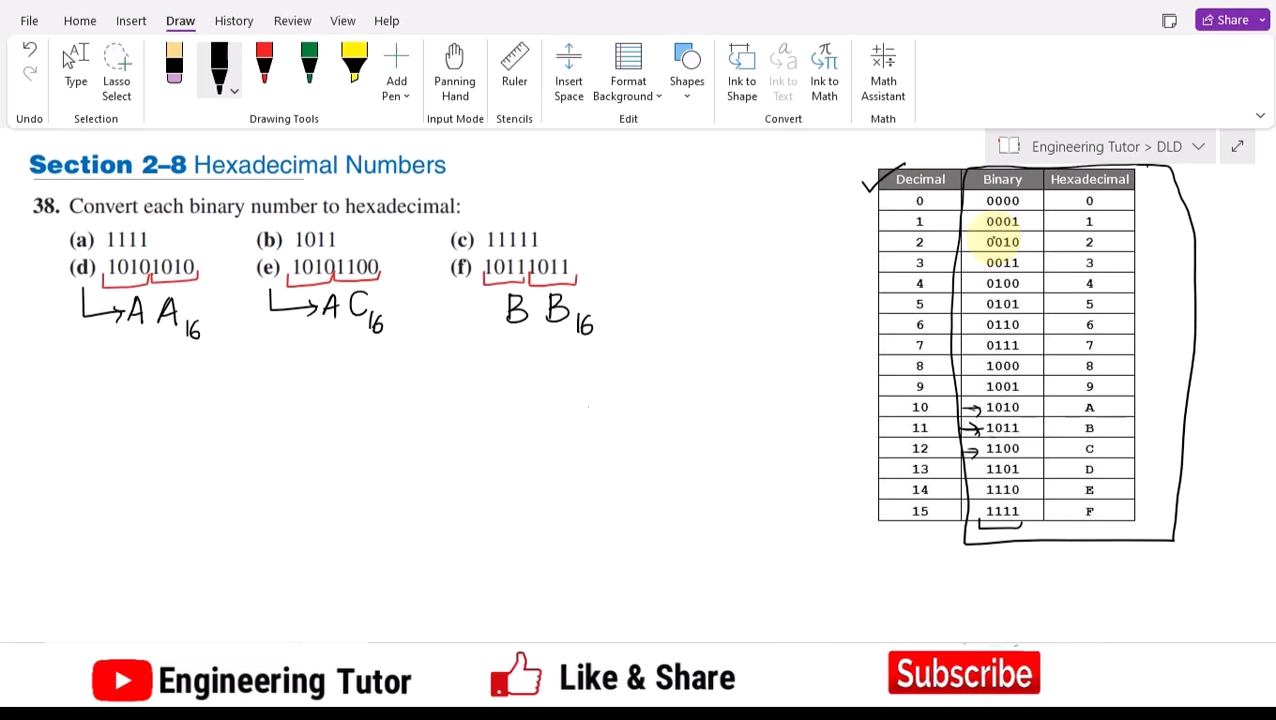 File Home Insert Draw History Review View Help Share
Type Lasso Select Add Pen Panning Hand Ruler Insert Space Format Background Shapes Ink to Shape Ink to Text Ink to Math Math Assistant
Undo Selection Drawing Tools Input Mode Stencils Edit Convert Math
Engineering Tutor > DLD
Section 2–8 Hexadecimal Numbers
38. Convert each binary number to hexadecimal:
(a) 1111 (b) 1011 (c) 11111
(d) 10101010 (e) 10101100 (f) 10111011
A A16 A C16 B B16
Decimal Binary Hexadecimal
0 0000 0
1 0001 1
2 0010 2
3 0011 3
4 0100 4
5 0101 5
6 0110 6
7 0111 7
8 1000 8
9 1001 9
10 1010 A
11 1011 B
12 1100 C
13 1101 D
14 1110 E
15 1111 F
Engineering Tutor Like & Share Subscribe